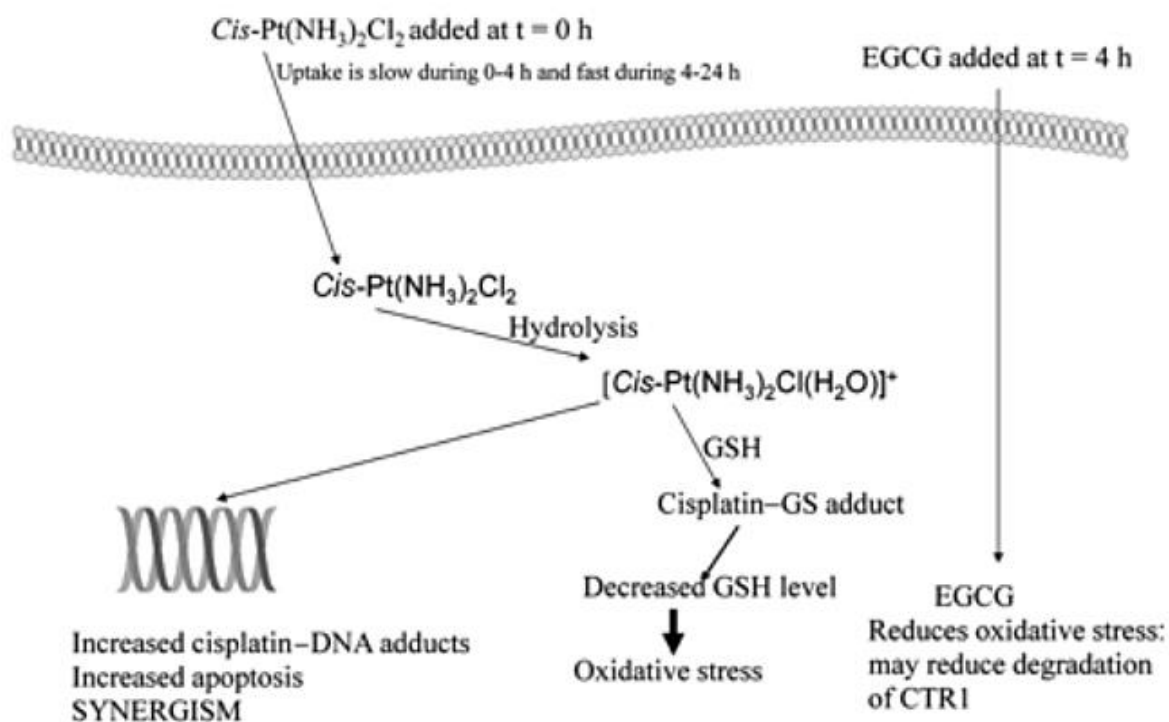 Cis-Pt(NH₃)₂Cl₂ added at t = 0 h
Uptake is slow during 0-4 h and fast during 4-24 h
EGCG added at t = 4 h
Cis-Pt(NH₃)₂Cl₂
Hydrolysis
[Cis-Pt(NH₃)₂Cl(H₂O)]⁺
GSH
Cisplatin–GS adduct
Decreased GSH level
Oxidative stress
Increased cisplatin–DNA adducts
Increased apoptosis
SYNERGISM
EGCG
Reduces oxidative stress:
may reduce degradation
of CTR1